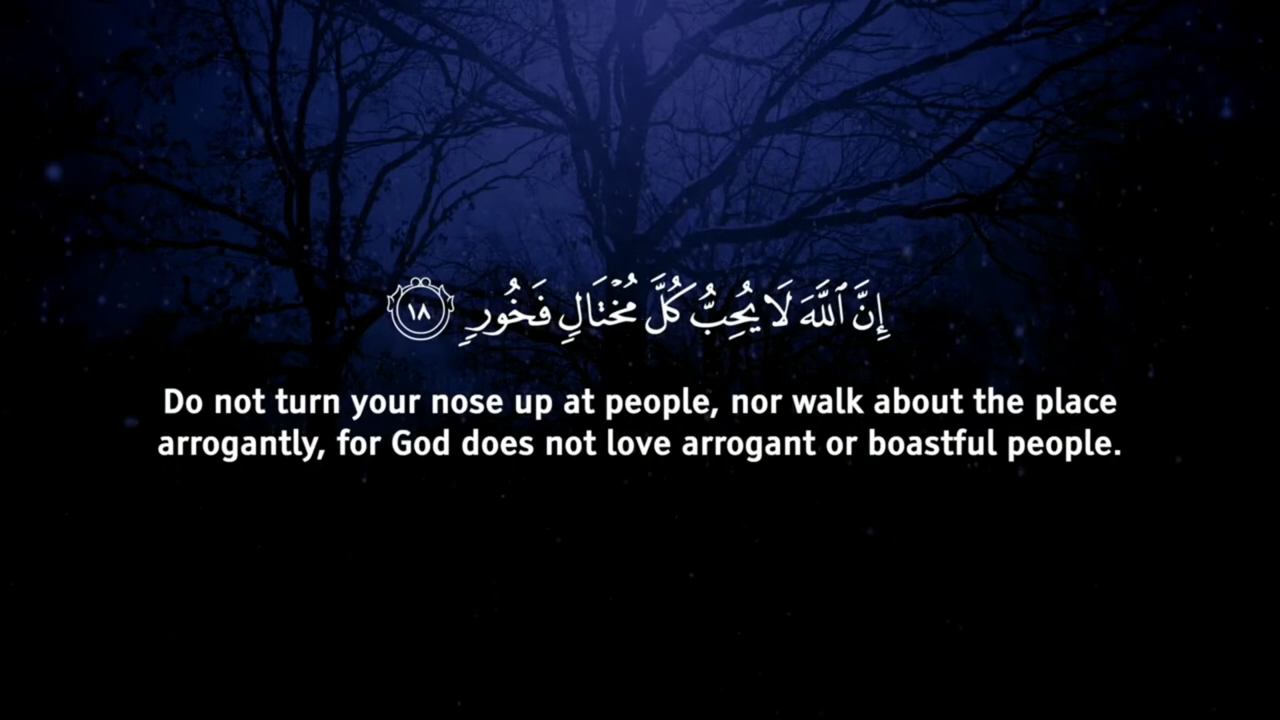 إِنَّ ٱللَّهَ لَا يُحِبُّ كُلَّ مُخْتَالٍ فَخُورٍ ١٨
Do not turn your nose up at people, nor walk about the place
arrogantly, for God does not love arrogant or boastful people.